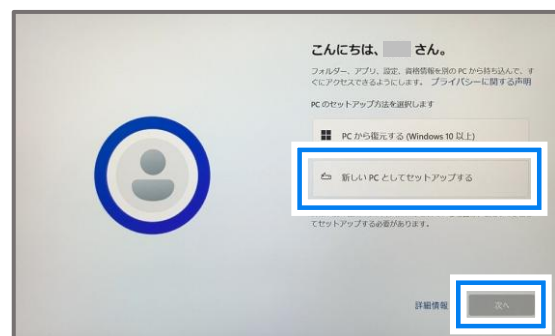 こんにちは、 さん。
フォルダー、アプリ、設定、資格情報を別の PC から持ち込んで、す
ぐにアクセスできるようにします。 プライバシーに関する声明
PC のセットアップ方法を選択します
PC から復元する (Windows 10 以上)
新しい PC としてセットアップする
てセットアップする必要があります。
詳細情報
次へ